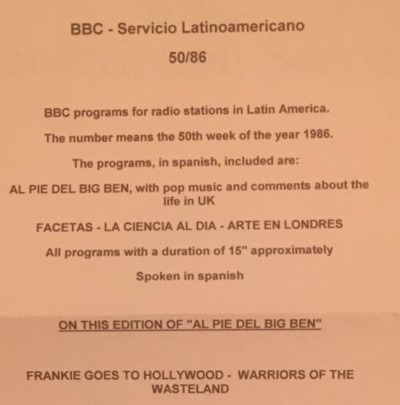 BBC - Servicio Latinoamericano
50/86
BBC programs for radio stations in Latin America.
The number means the 50th week of the year 1986.
The programs, in spanish, included are:
AL PIE DEL BIG BEN, with pop music and comments about the
life in UK
FACETAS - LA CIENCIA AL DIA - ARTE EN LONDRES
All programs with a duration of 15" approximately
Spoken in spanish
ON THIS EDITION OF "AL PIE DEL BIG BEN"
FRANKIE GOES TO HOLLYWOOD - WARRIORS OF THE
WASTELAND